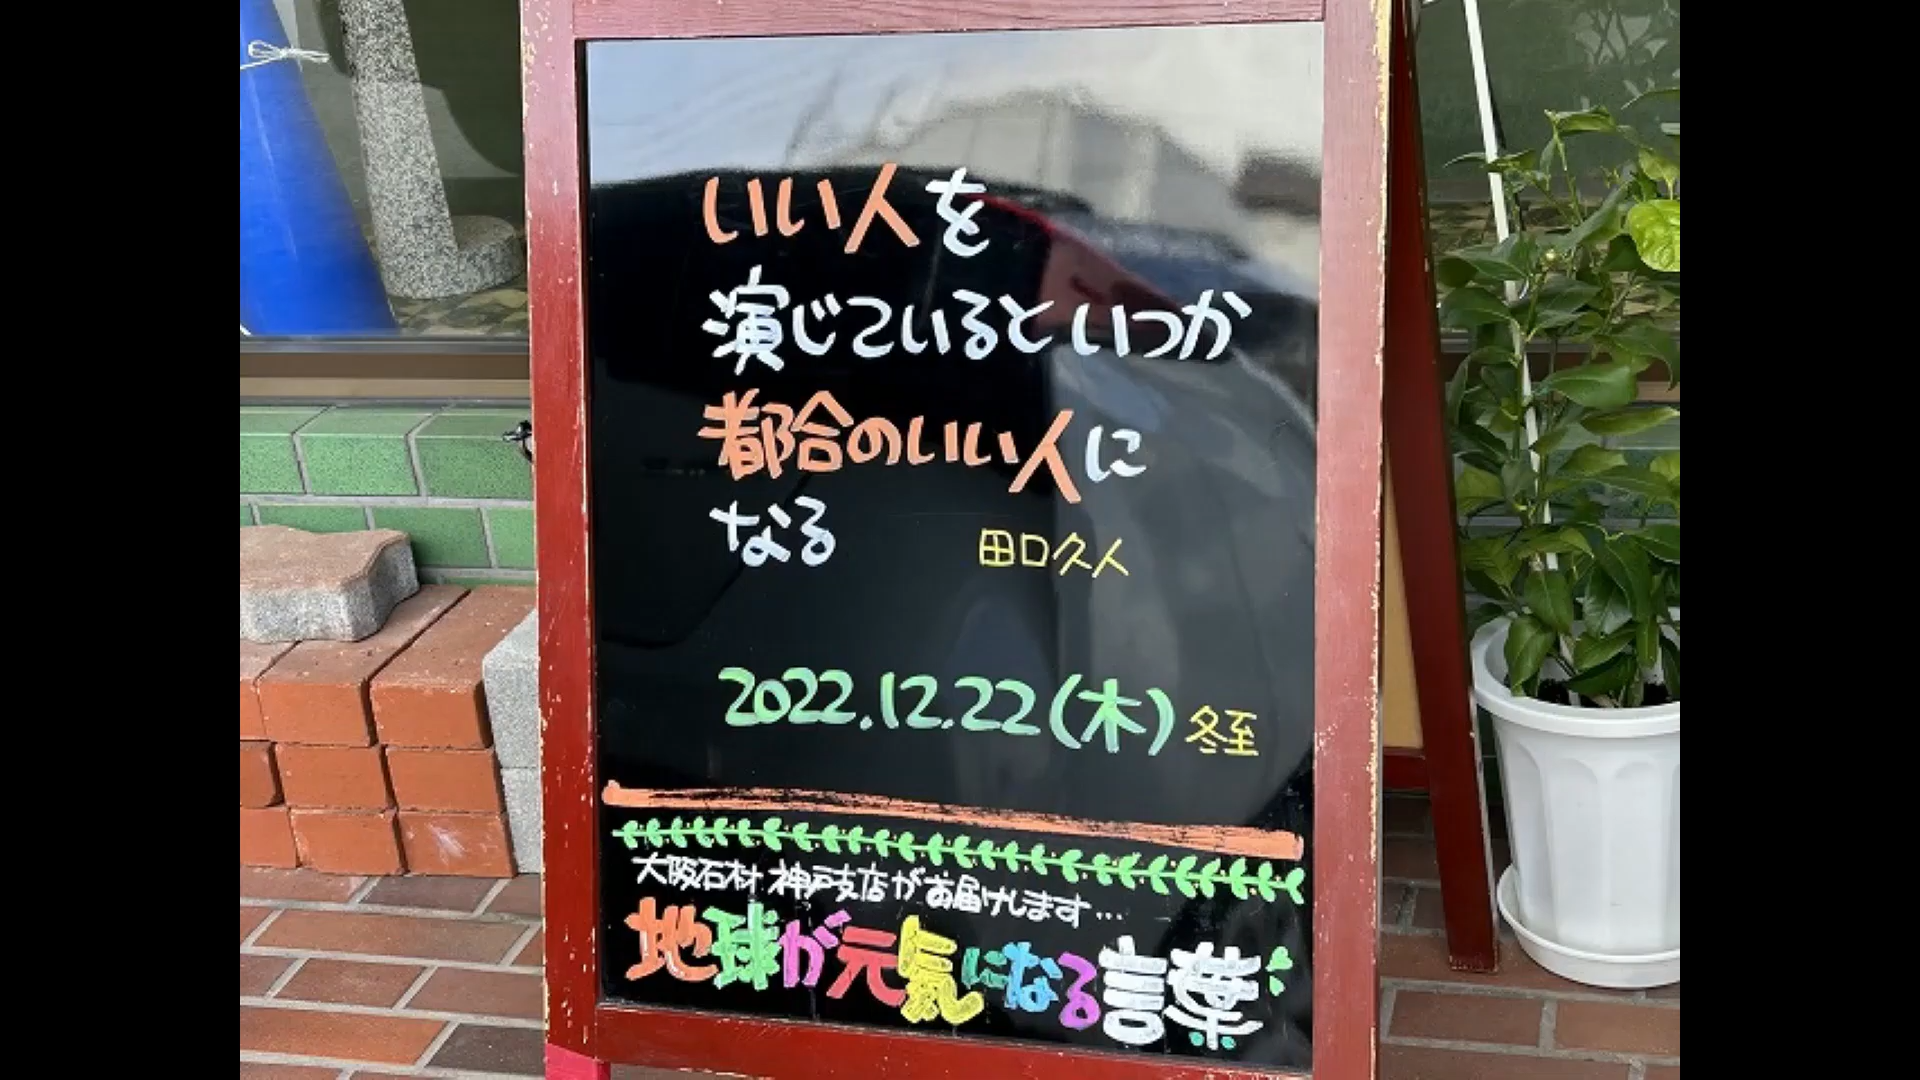 いい人を
演じているといつか
都合のいい人に
なる
田口久人
2022.12.22(木)冬至
大阪石材神戸支店がお届けします…
地球が元気になる言葉